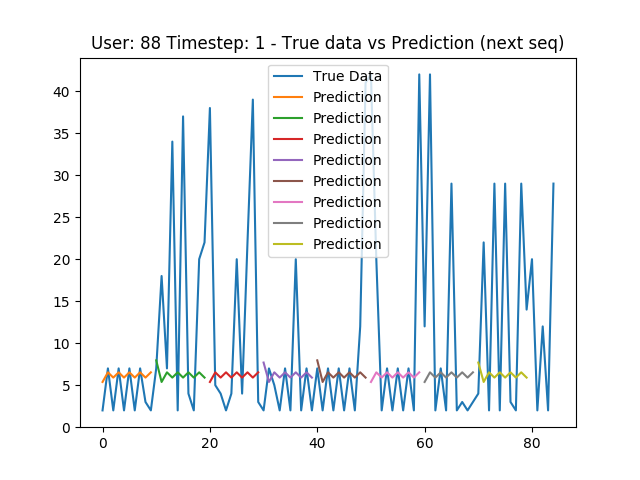 User: 88 Timestep: 1 - True data vs Prediction (next seq)
True Data
Prediction
Prediction
Prediction
Prediction
Prediction
Prediction
Prediction
Prediction
40
35
30
25
20
15
10
5
0
0 20 40 60 80